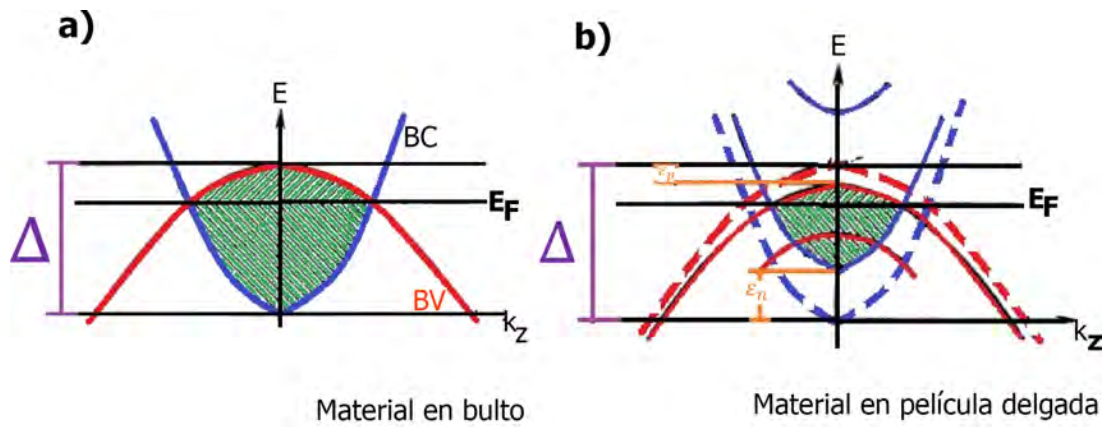 a)
E
BC
E_F
Δ
BV
k_z
Material en bulto
b)
E
ε_p
E_F
Δ
ε_n
k_z
Material en película delgada